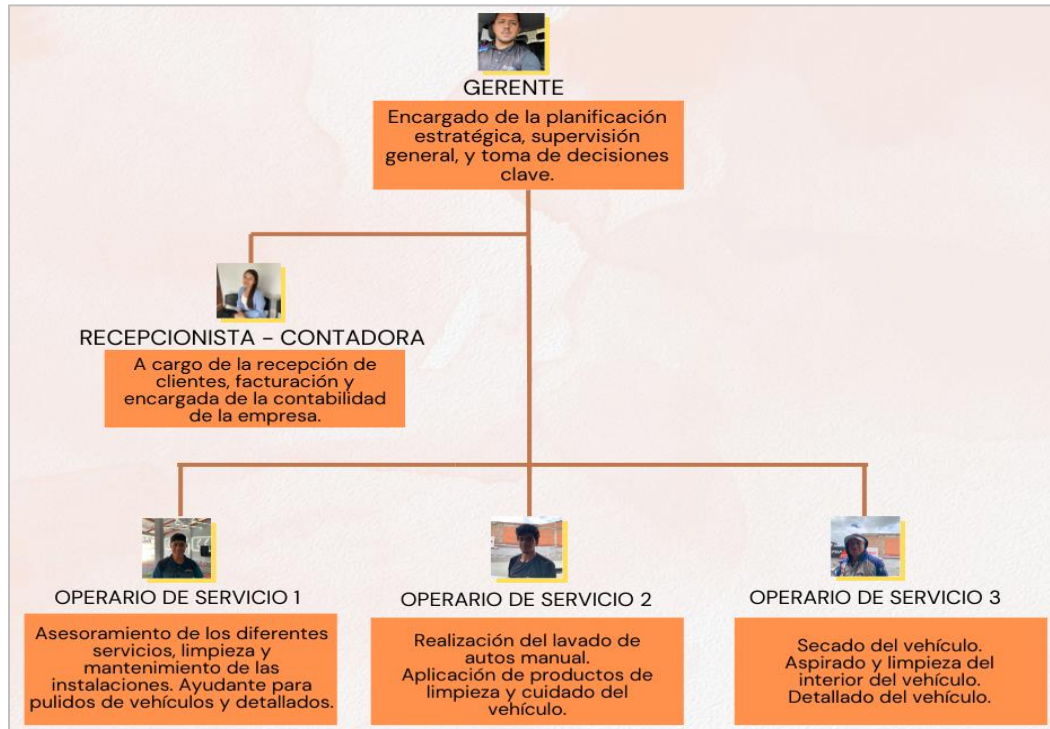 GERENTE
Encargado de la planificación
estratégica, supervisión
general, y toma de decisiones
clave.
RECEPCIONISTA - CONTADORA
A cargo de la recepción de
clientes, facturación y
encargada de la contabilidad
de la empresa.
OPERARIO DE SERVICIO 1
Asesoramiento de los diferentes
servicios, limpieza y
mantenimiento de las
instalaciones. Ayudante para
pulidos de vehículos y detallados.
OPERARIO DE SERVICIO 2
Realización del lavado de
autos manual.
Aplicación de productos de
limpieza y cuidado del
vehículo.
OPERARIO DE SERVICIO 3
Secado del vehículo.
Aspirado y limpieza del
interior del vehículo.
Detallado del vehículo.